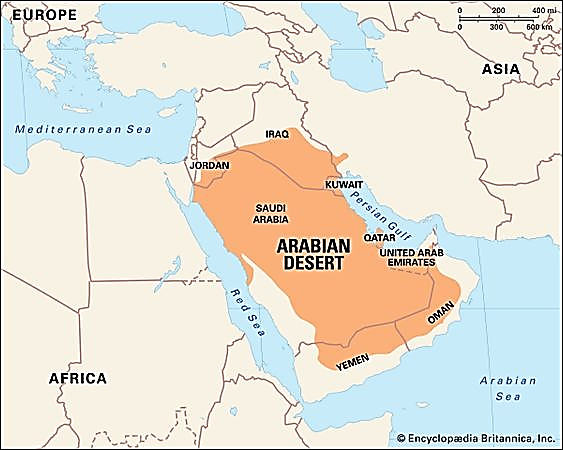 EUROPE
0 200 400 mi
0 300 600 km
ASIA
Mediterranean Sea
IRAQ
JORDAN
KUWAIT
Persian Gulf
SAUDI
ARABIA
QATAR
ARABIAN
DESERT
UNITED ARAB
EMIRATES
Red Sea
OMAN
YEMEN
AFRICA
Arabian
Sea
© Encyclopædia Britannica, Inc.